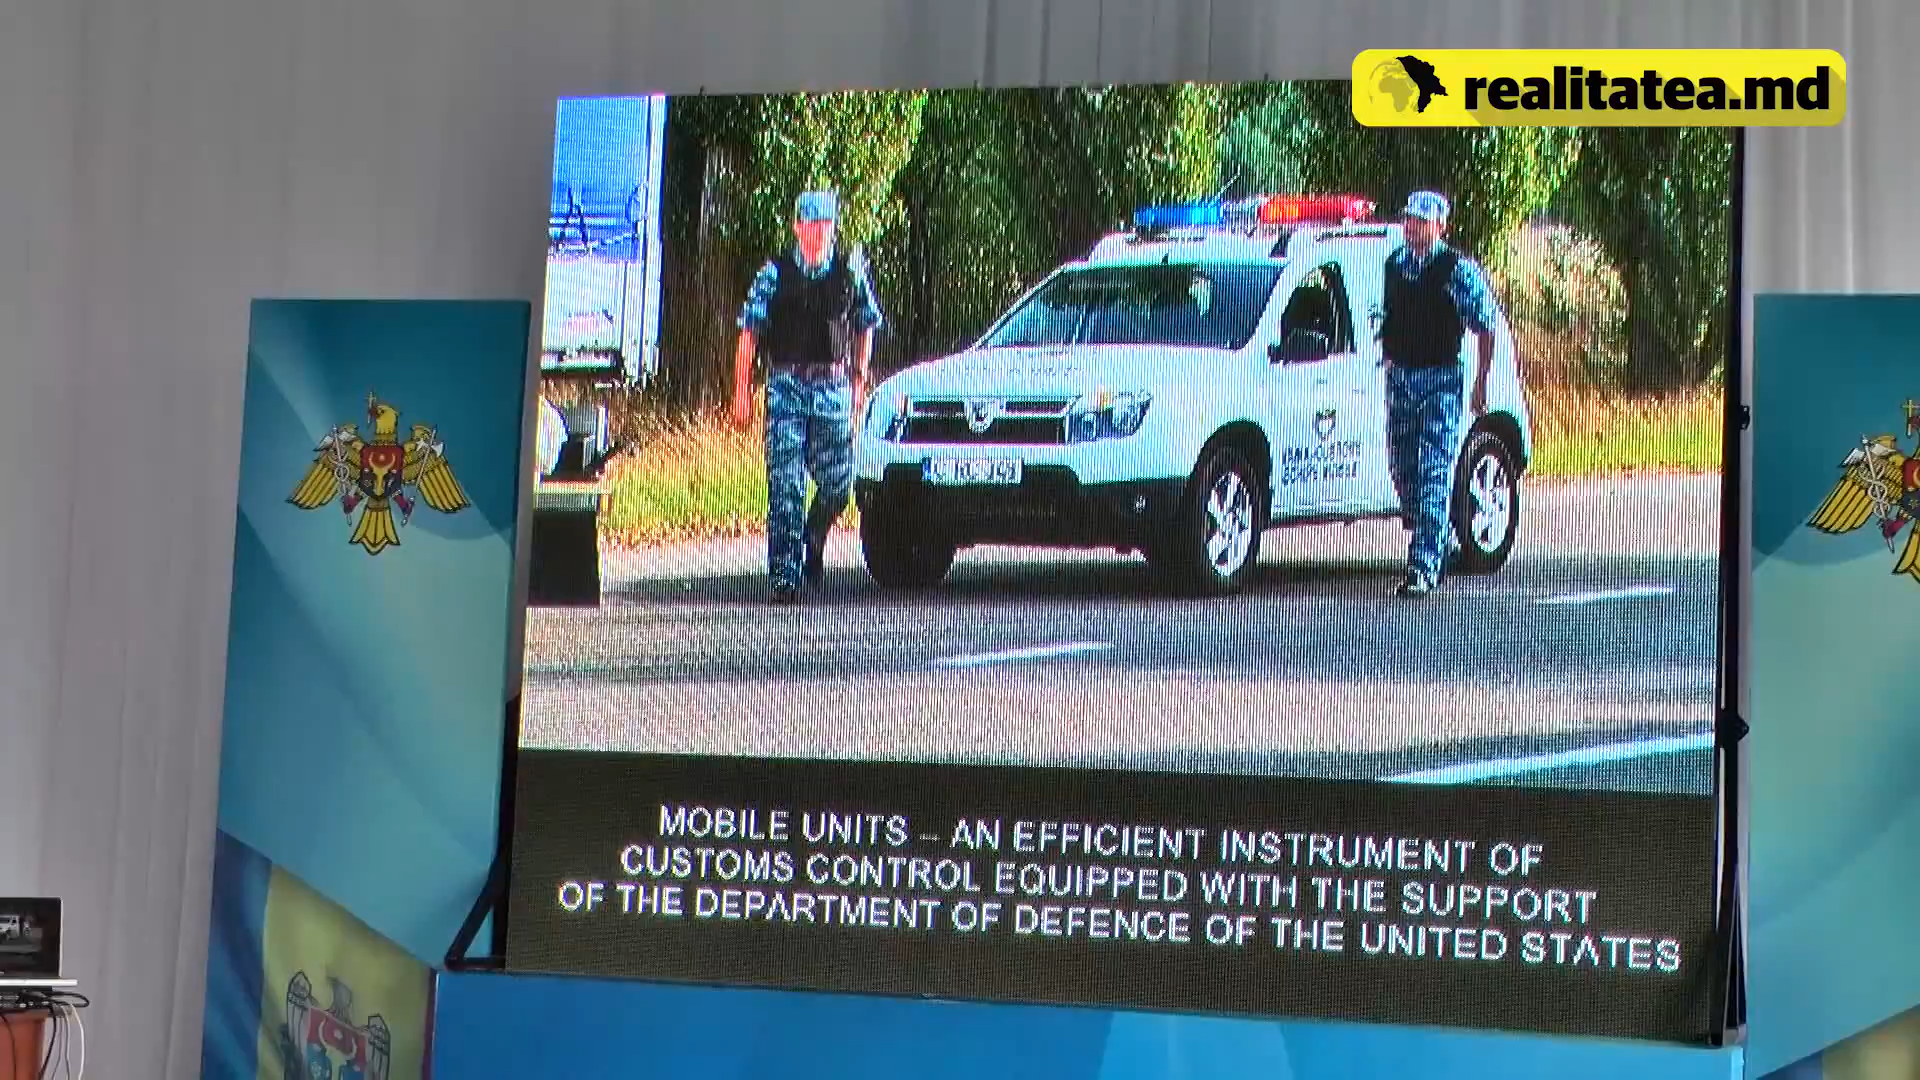 realitatea.md
MOBILE UNITS – AN EFFICIENT INSTRUMENT OF
CUSTOMS CONTROL EQUIPPED WITH THE SUPPORT
OF THE DEPARTMENT OF DEFENCE OF THE UNITED STATES